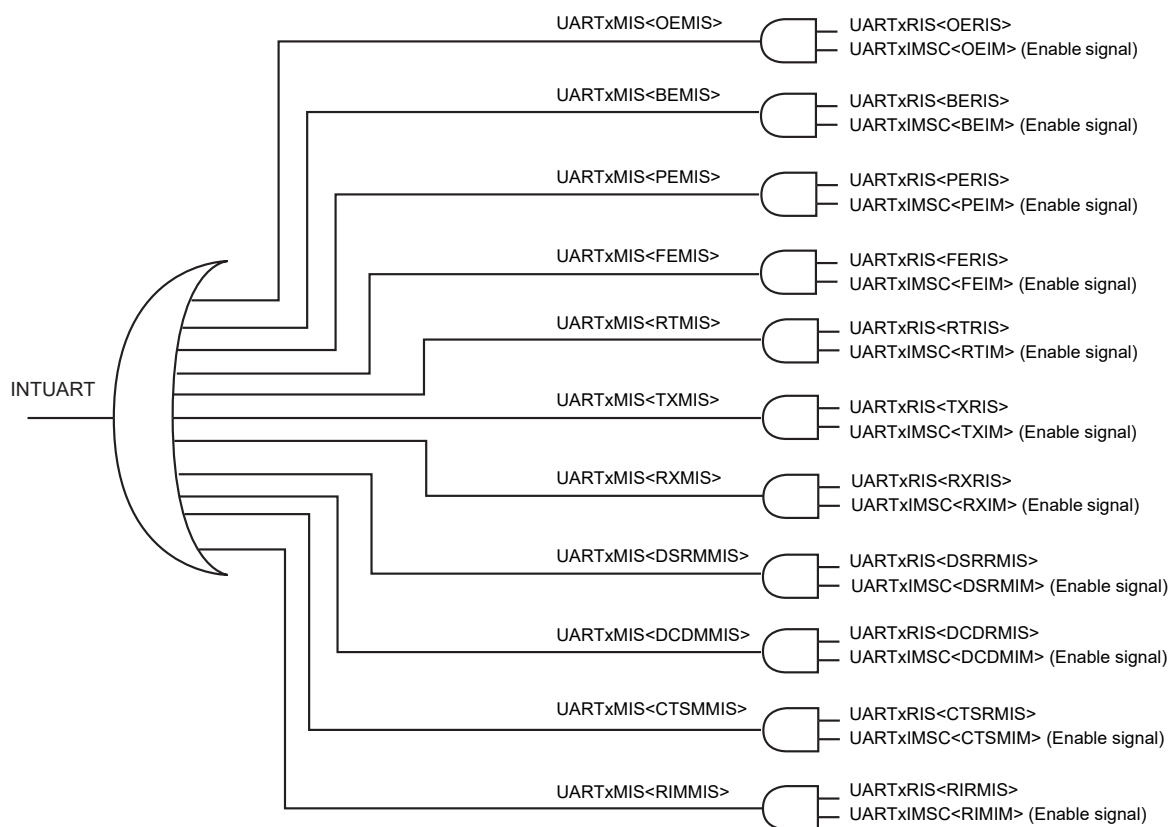 UARTxMIS<OEMIS>
UARTxRIS<OERIS>
UARTxIMSC<OEIM> (Enable signal)
UARTxMIS<BEMIS>
UARTxRIS<BERIS>
UARTxIMSC<BEIM> (Enable signal)
UARTxMIS<PEMIS>
UARTxRIS<PERIS>
UARTxIMSC<PEIM> (Enable signal)
UARTxMIS<FEMIS>
UARTxRIS<FERIS>
UARTxIMSC<FEIM> (Enable signal)
UARTxMIS<RTMIS>
UARTxRIS<RTRIS>
UARTxIMSC<RTIM> (Enable signal)
INTUART
UARTxMIS<TXMIS>
UARTxRIS<TXRIS>
UARTxIMSC<TXIM> (Enable signal)
UARTxMIS<RXMIS>
UARTxRIS<RXRIS>
UARTxIMSC<RXIM> (Enable signal)
UARTxMIS<DSRMMIS>
UARTxRIS<DSRRMIS>
UARTxIMSC<DSRMIM> (Enable signal)
UARTxMIS<DCDMMIS>
UARTxRIS<DCDRMIS>
UARTxIMSC<DCDMIM> (Enable signal)
UARTxMIS<CTSMMIS>
UARTxRIS<CTSRMIS>
UARTxIMSC<CTSMIM> (Enable signal)
UARTxMIS<RIMMIS>
UARTxRIS<RIRMIS>
UARTxIMSC<RIMIM> (Enable signal)